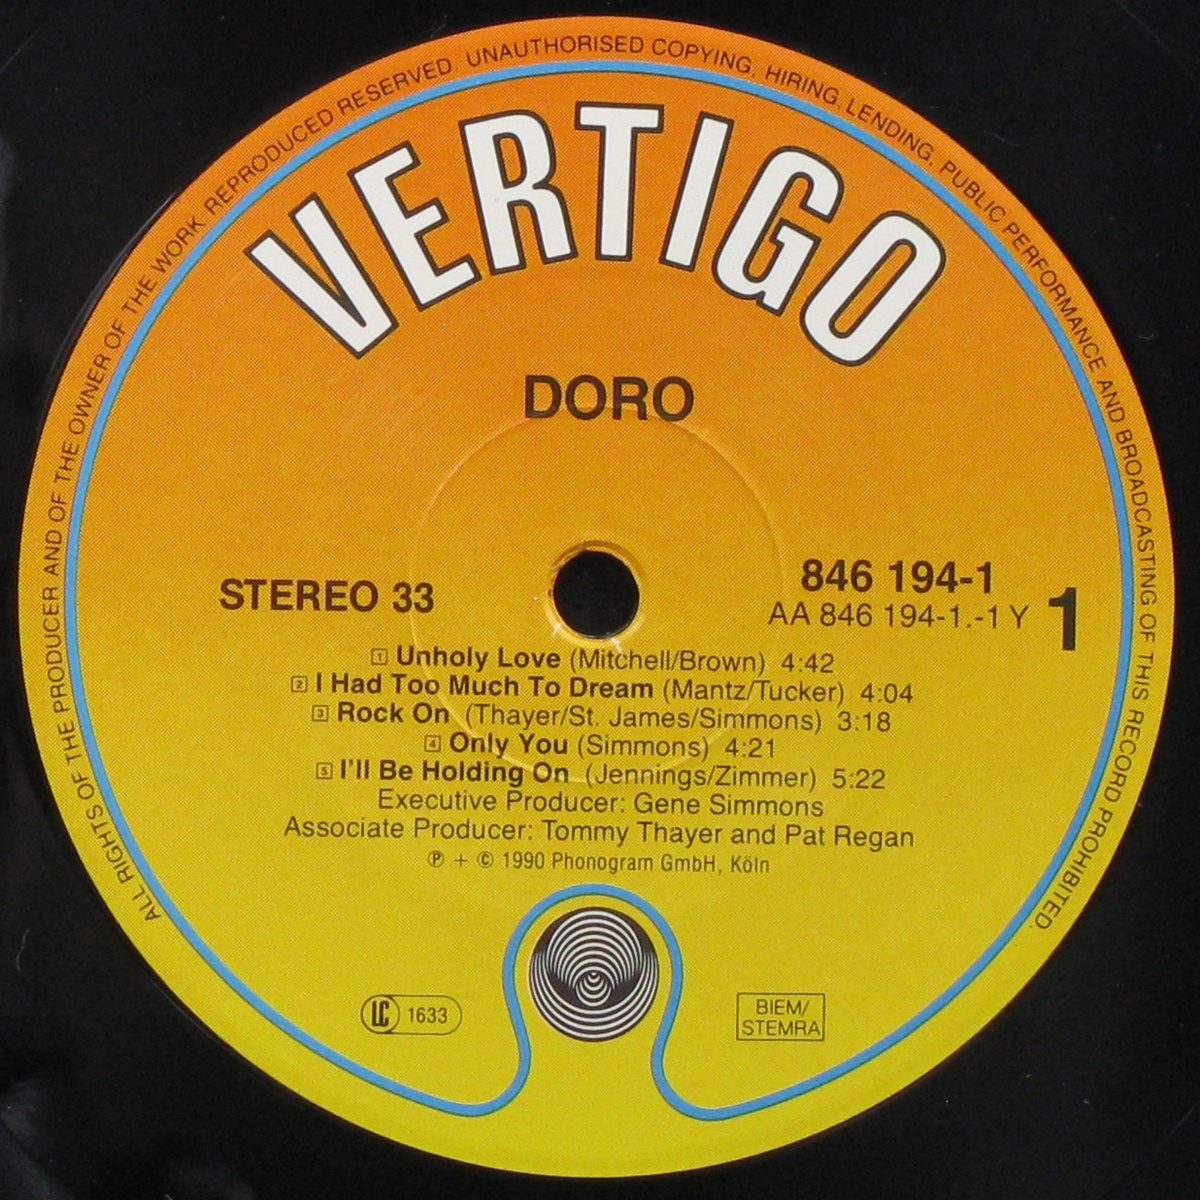 ALL RIGHTS OF THE PRODUCER AND OF THE OWNER OF THE WORK REPRODUCED RESERVED. UNAUTHORISED COPYING, HIRING, LENDING, PUBLIC PERFORMANCE AND BROADCASTING OF THIS RECORD PROHIBITED.
VERTIGO
DORO
STEREO 33
846 194-1
AA 846 194-1.-1 Y
1
1 Unholy Love (Mitchell/Brown) 4:42
2 I Had Too Much To Dream (Mantz/Tucker) 4:04
3 Rock On (Thayer/St. James/Simmons) 3:18
4 Only You (Simmons) 4:21
5 I'll Be Holding On (Jennings/Zimmer) 5:22
Executive Producer: Gene Simmons
Associate Producer: Tommy Thayer and Pat Regan
℗ + © 1990 Phonogram GmbH, Köln
LC 1633
BIEM/
STEMRA